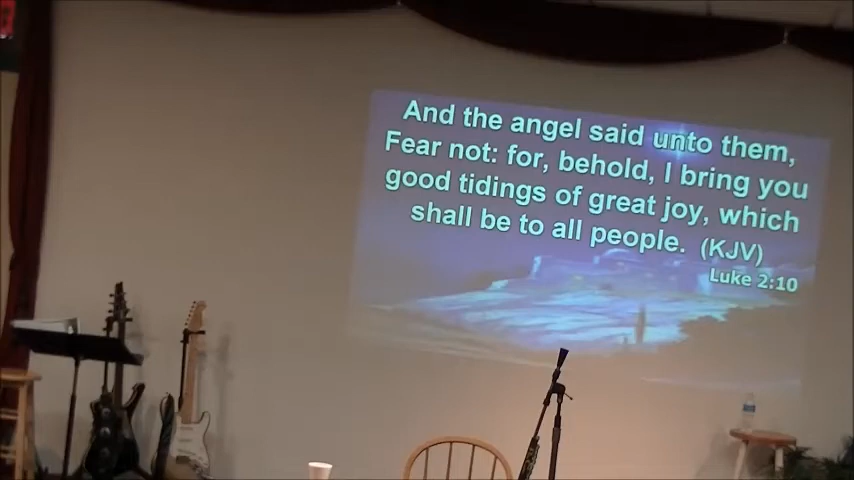 And the angel said unto them,
Fear not: for, behold, I bring you
good tidings of great joy, which
shall be to all people. (KJV)
Luke 2:10